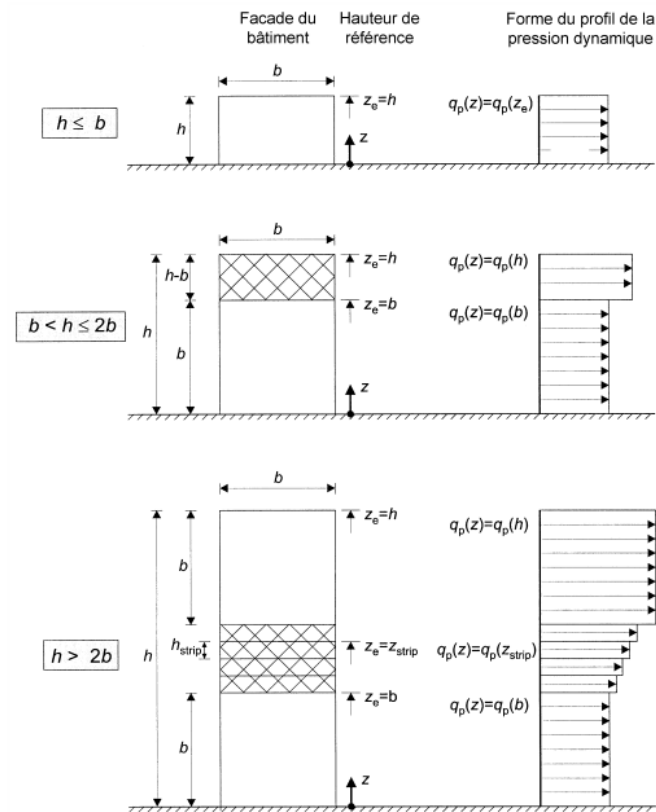 Facade du bâtiment
Hauteur de référence
Forme du profil de la pression dynamique
h ≤ b
b
h
z_e=h
z
q_p(z)=q_p(z_e)
b < h ≤ 2b
b
h-b
h
b
z_e=h
z_e=b
z
q_p(z)=q_p(h)
q_p(z)=q_p(b)
h > 2b
b
b
h_strip
h
b
z_e=h
z_e=z_strip
z_e=b
z
q_p(z)=q_p(h)
q_p(z)=q_p(z_strip)
q_p(z)=q_p(b)